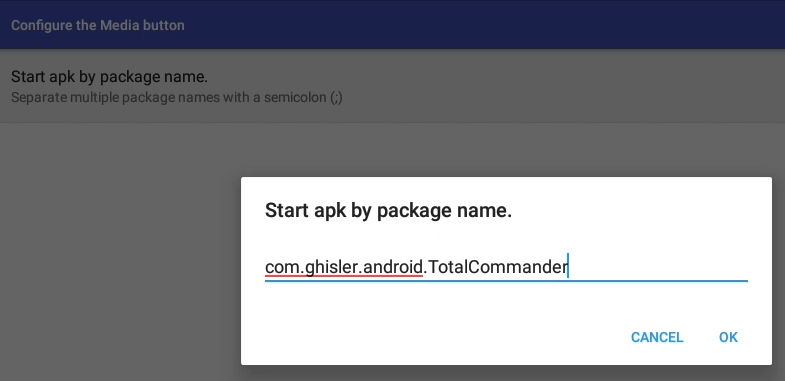 Configure the Media button
Start apk by package name.
Separate multiple package names with a semicolon (;)
Start apk by package name.
com.ghisler.android.TotalCommander
CANCEL OK